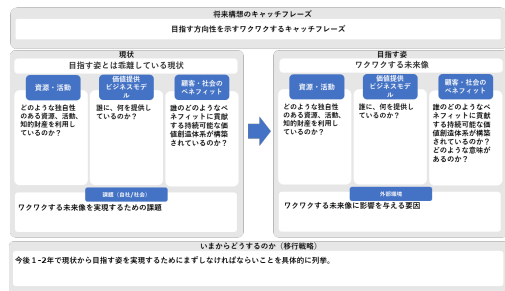 将来構想のキャッチフレーズ
目指す方向性を示すワクワクするキャッチフレーズ
現状
目指す姿とは乖離している現状
資源・活動
価値提供
ビジネスモデ
ル
顧客・社会の
ベネフィット
どのような独自性
のある資源、活動、
知的財産を利用し
ているのか？
誰に、何を提供し
ているのか？
誰のどのようなベ
ネフィットに貢献
する持続可能な価
値創造体系が構築
されているのか？
課題（自社/社会）
ワクワクする未来像を実現するための課題
目指す姿
ワクワクする未来像
資源・活動
価値提供
ビジネスモデ
ル
顧客・社会の
ベネフィット
どのような独自性
のある資源、活動、
知的財産を利用し
ているのか？
誰に、何を提供し
ているのか？
誰のどのようなベ
ネフィットに貢献
する持続可能な価
値創造体系が構築
されているのか？
どのような意味が
あるのか？
外部環境
ワクワクする未来像に影響を与える要因
いまからどうするのか（移行戦略）
今後１-２年で現状から目指す姿を実現するためにまずしなければならいことを具体的に列挙。